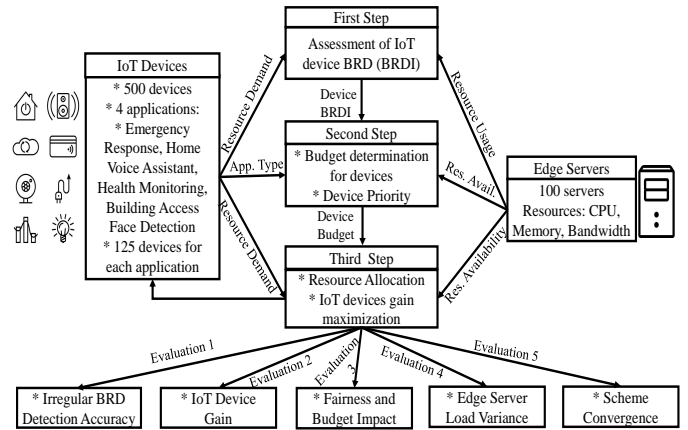 First Step
Assessment of IoT
device BRD (BRDI)
IoT Devices
* 500 devices
* 4 applications:
* Emergency
Response, Home
Voice Assistant,
Health Monitoring,
Building Access
Face Detection
* 125 devices for
each application
Resource Demand
App. Type
Resource Demand
Device
BRDI
Second Step
* Budget determination
for devices
* Device Priority
Device
Budget
Third Step
* Resource Allocation
* IoT devices gain
maximization
Resource Usage
Res. Avail.
Res. Availability
Edge Servers
100 servers
Resources: CPU,
Memory, Bandwidth
Evaluation 1
Evaluation 2
Evaluation
3
Evaluation 4
Evaluation 5
* Irregular BRD
Detection Accuracy
* IoT Device
Gain
* Fairness and
Budget Impact
* Edge Server
Load Variance
* Scheme
Convergence